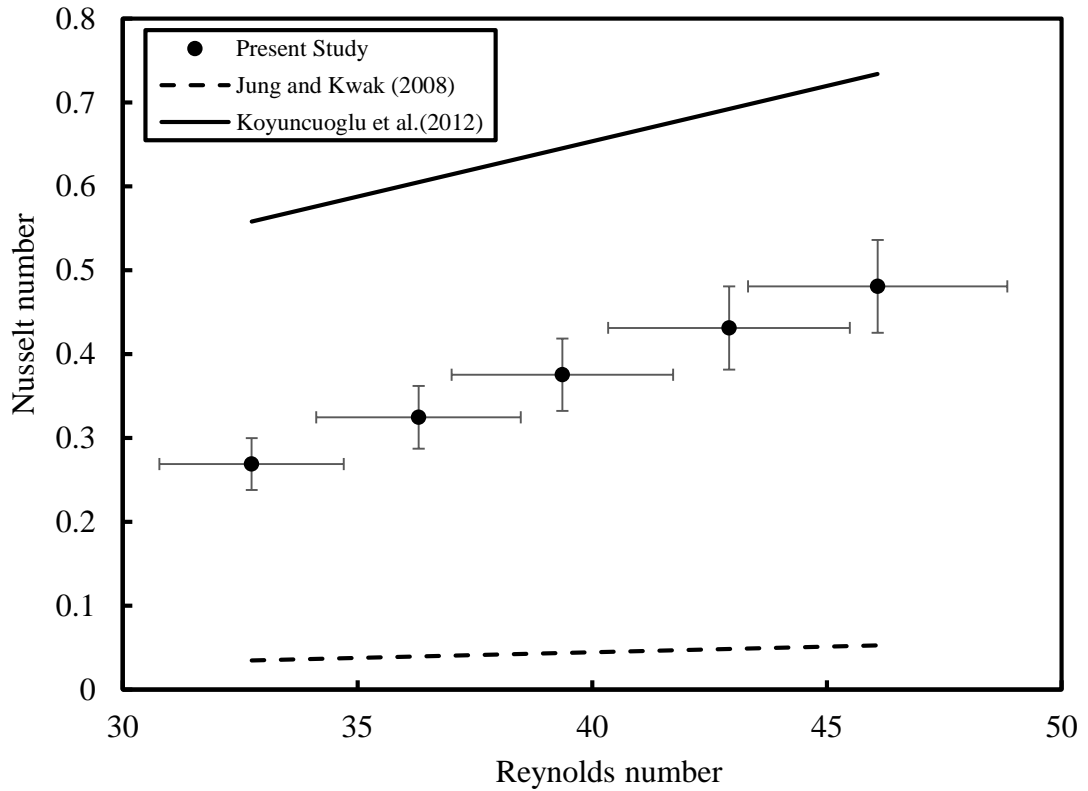 0.8
0.7
0.6
0.5
0.4
0.3
0.2
0.1
0
Nusselt number
Present Study
Jung and Kwak (2008)
Koyuncuoglu et al.(2012)
30 35 40 45 50
Reynolds number